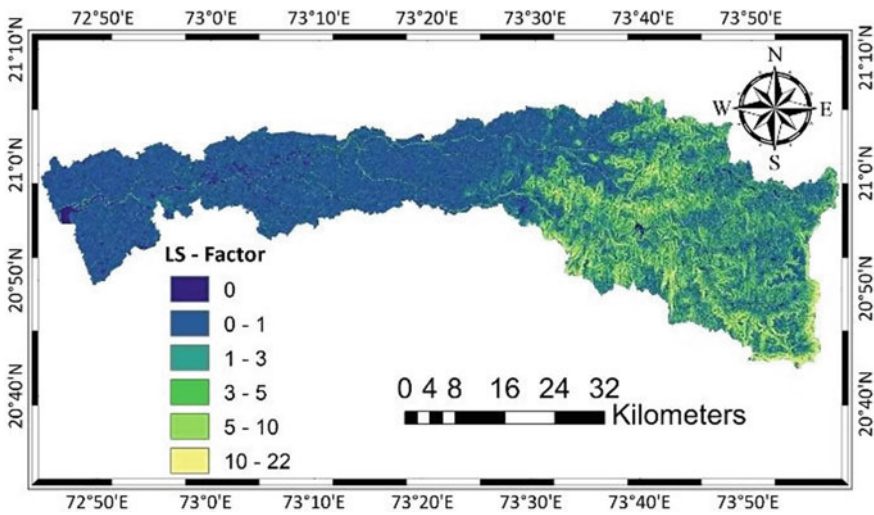 72°50'E 73°0'E 73°10'E 73°20'E 73°30'E 73°40'E 73°50'E
21°10'N
21°0'N
20°50'N
20°40'N
N
W E
S
21°10'N
21°0'N
20°50'N
20°40'N
LS - Factor
0
0 - 1
1 - 3
3 - 5
5 - 10
10 - 22
0 4 8 16 24 32
Kilometers
72°50'E 73°0'E 73°10'E 73°20'E 73°30'E 73°40'E 73°50'E